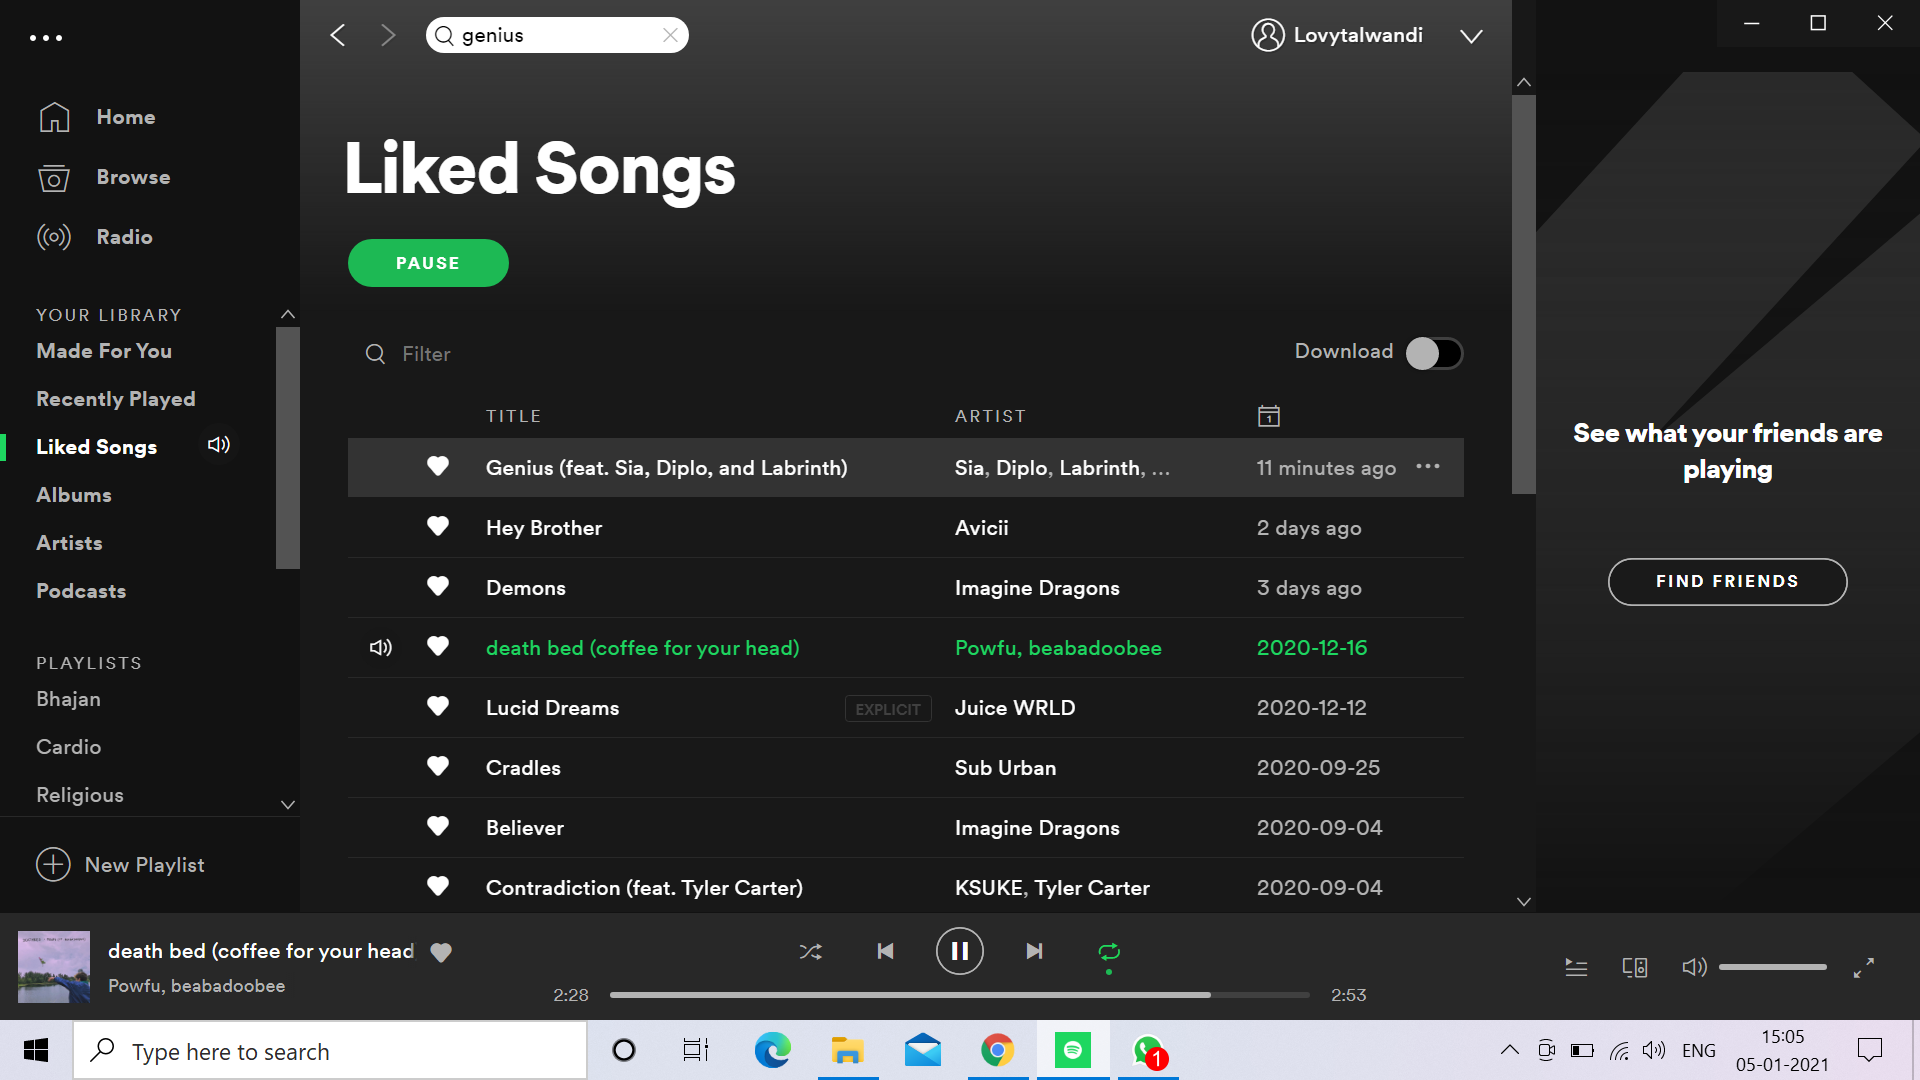 genius
Lovytalwandi
Home
Browse
Radio
YOUR LIBRARY
Made For You
Recently Played
Liked Songs
Albums
Artists
Podcasts
PLAYLISTS
Bhajan
Cardio
Religious
New Playlist
Liked Songs
PAUSE
Filter
Download
TITLE ARTIST 1
Genius (feat. Sia, Diplo, and Labrinth) Sia, Diplo, Labrinth, ... 11 minutes ago
Hey Brother Avicii 2 days ago
Demons Imagine Dragons 3 days ago
death bed (coffee for your head) Powfu, beabadoobee 2020-12-16
Lucid Dreams EXPLICIT Juice WRLD 2020-12-12
Cradles Sub Urban 2020-09-25
Believer Imagine Dragons 2020-09-04
Contradiction (feat. Tyler Carter) KSUKE, Tyler Carter 2020-09-04
See what your friends are
playing
FIND FRIENDS
death bed (coffee for your head
Powfu, beabadoobee
2:28 2:53
Type here to search
1
ENG
15:05
05-01-2021